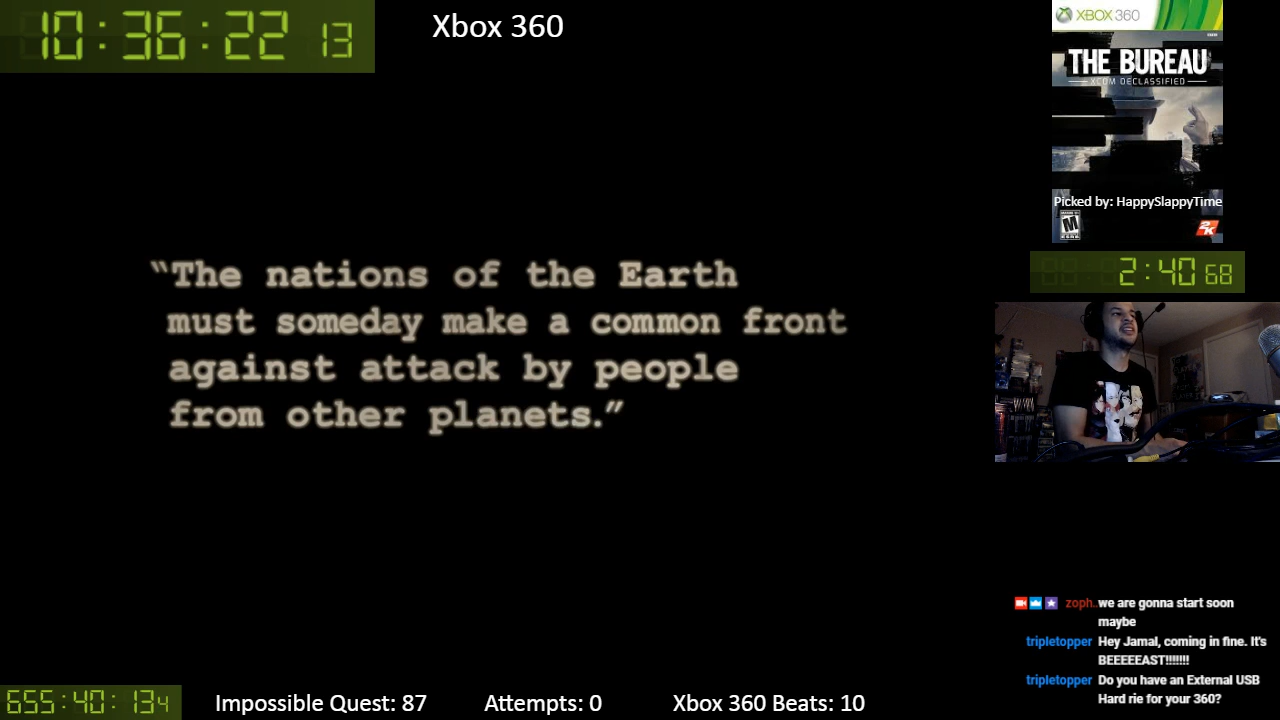 10:36:22 13
Xbox 360
XBOX 360
THE BUREAU
XCOM DECLASSIFIED
Picked by: HappySlappyTime
M
2K
2:40 68
“The nations of the Earth
must someday make a common front
against attack by people
from other planets.”
zoph.. we are gonna start soon
maybe
tripletopper Hey Jamal, coming in fine. It's
BEEEEEAST!!!!!!!
tripletopper Do you have an External USB
Hard rie for your 360?
655:40:13 4
Impossible Quest: 87
Attempts: 0
Xbox 360 Beats: 10